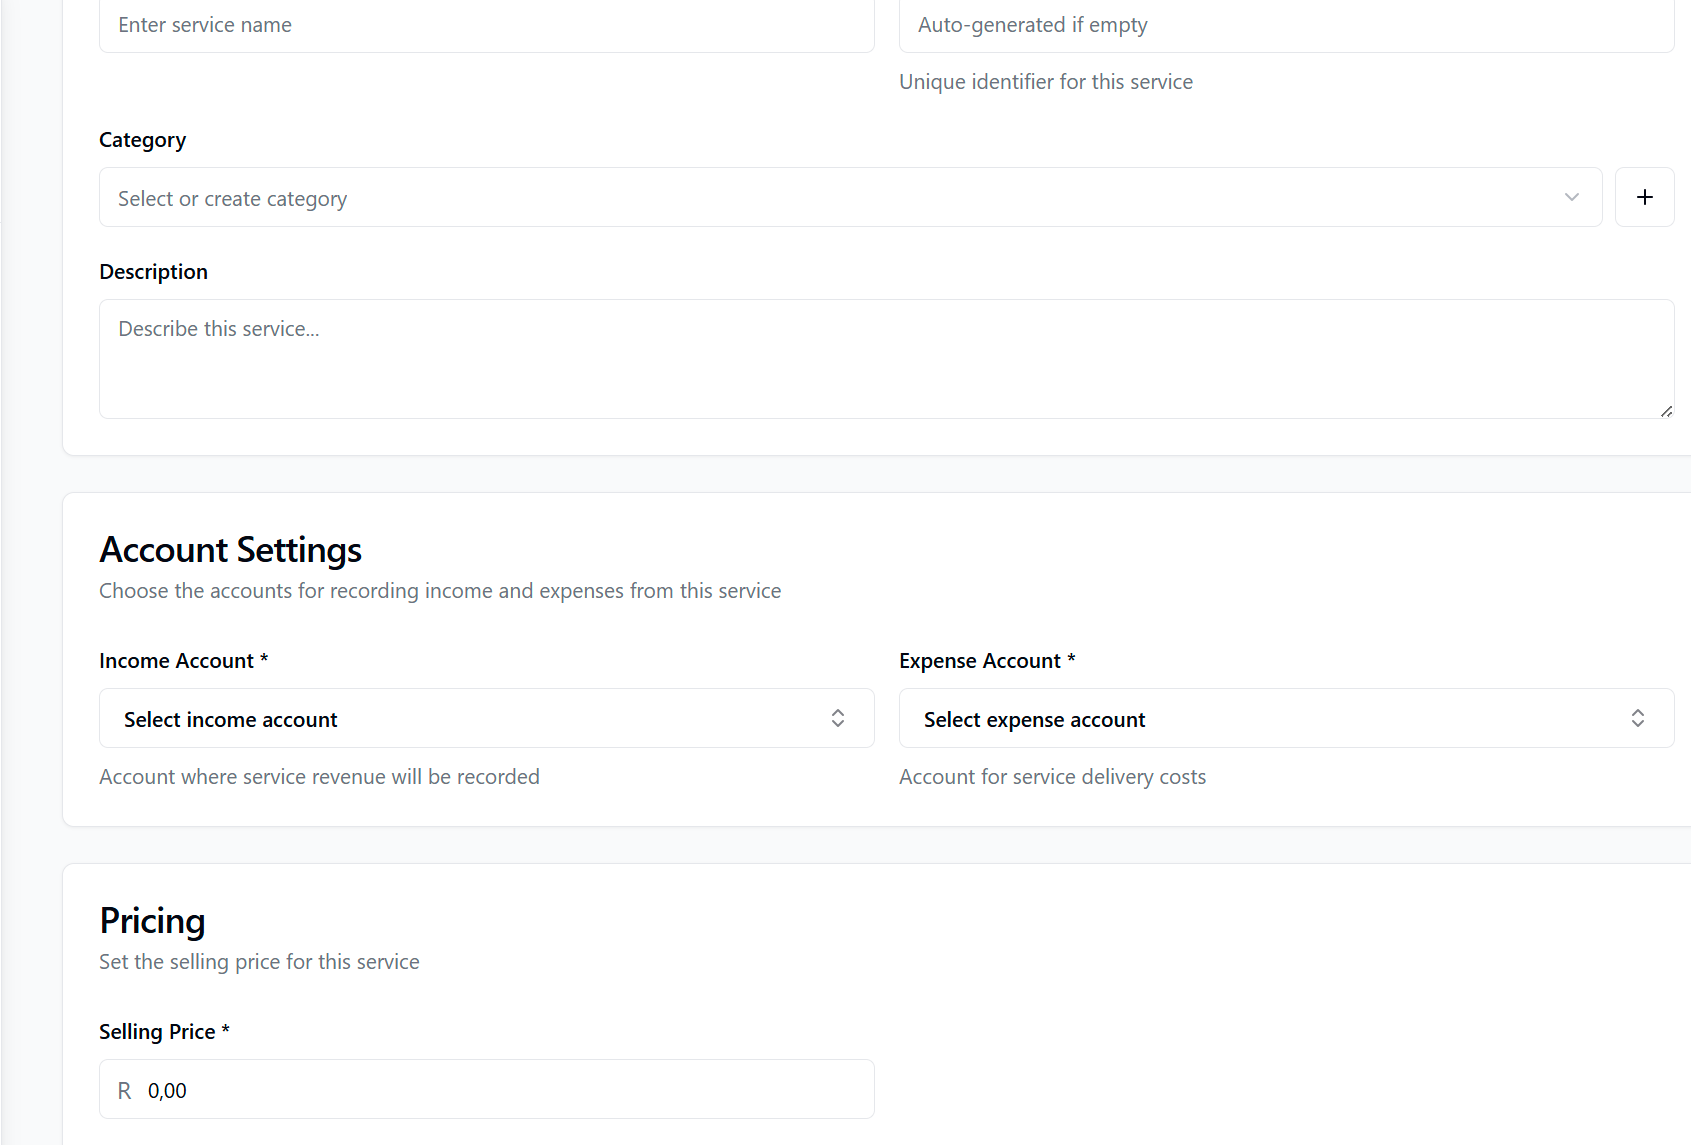 Enter service name
Auto-generated if empty
Unique identifier for this service
Category
Select or create category
Description
Describe this service...
Account Settings
Choose the accounts for recording income and expenses from this service
Income Account *
Expense Account *
Select income account
Select expense account
Account where service revenue will be recorded
Account for service delivery costs
Pricing
Set the selling price for this service
Selling Price *
R 0,00